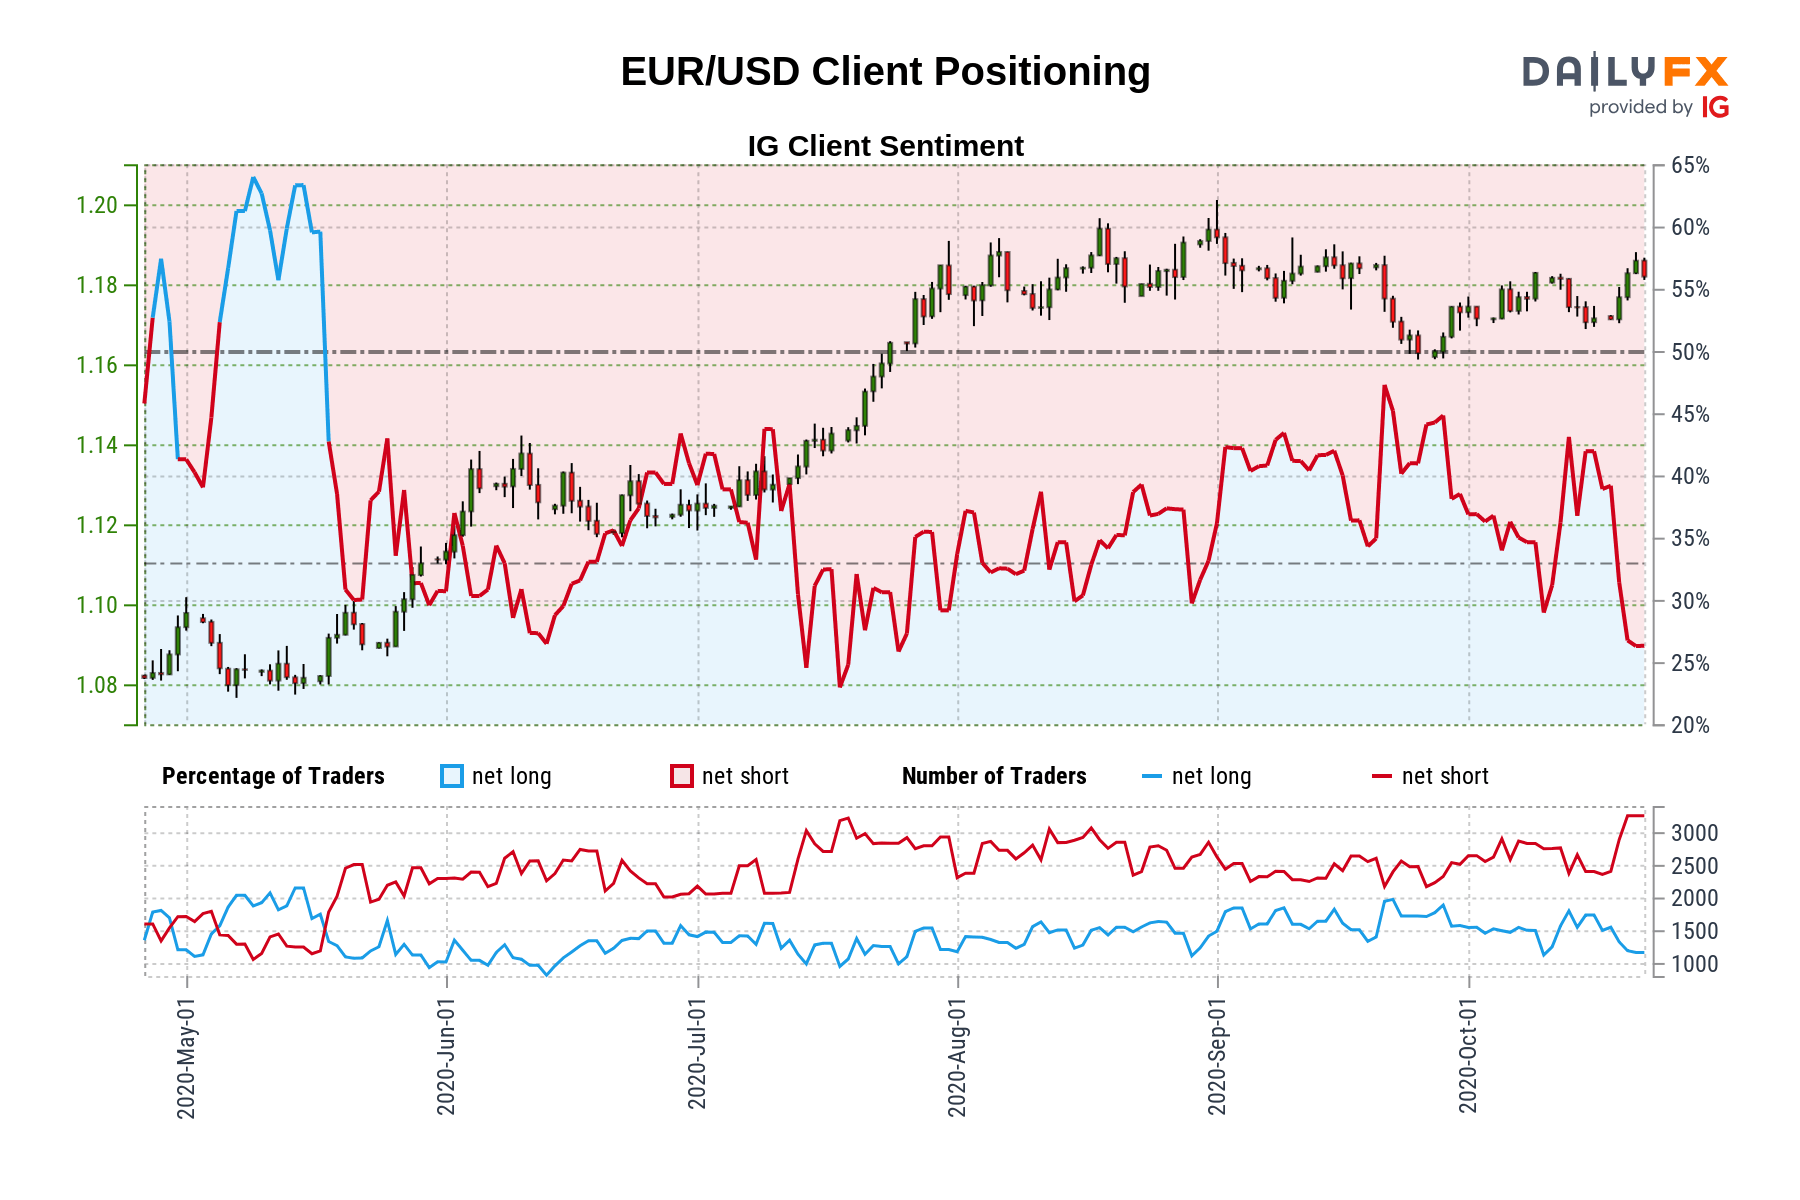 EUR/USD Client Positioning
DAILYFX
provided by IG
IG Client Sentiment
1.20
1.18
1.16
1.14
1.12
1.10
1.08
65%
60%
55%
50%
45%
40%
35%
30%
25%
20%
Percentage of Traders net long net short Number of Traders net long net short
3000
2500
2000
1500
1000
2020-May-01
2020-Jun-01
2020-Jul-01
2020-Aug-01
2020-Sep-01
2020-Oct-01